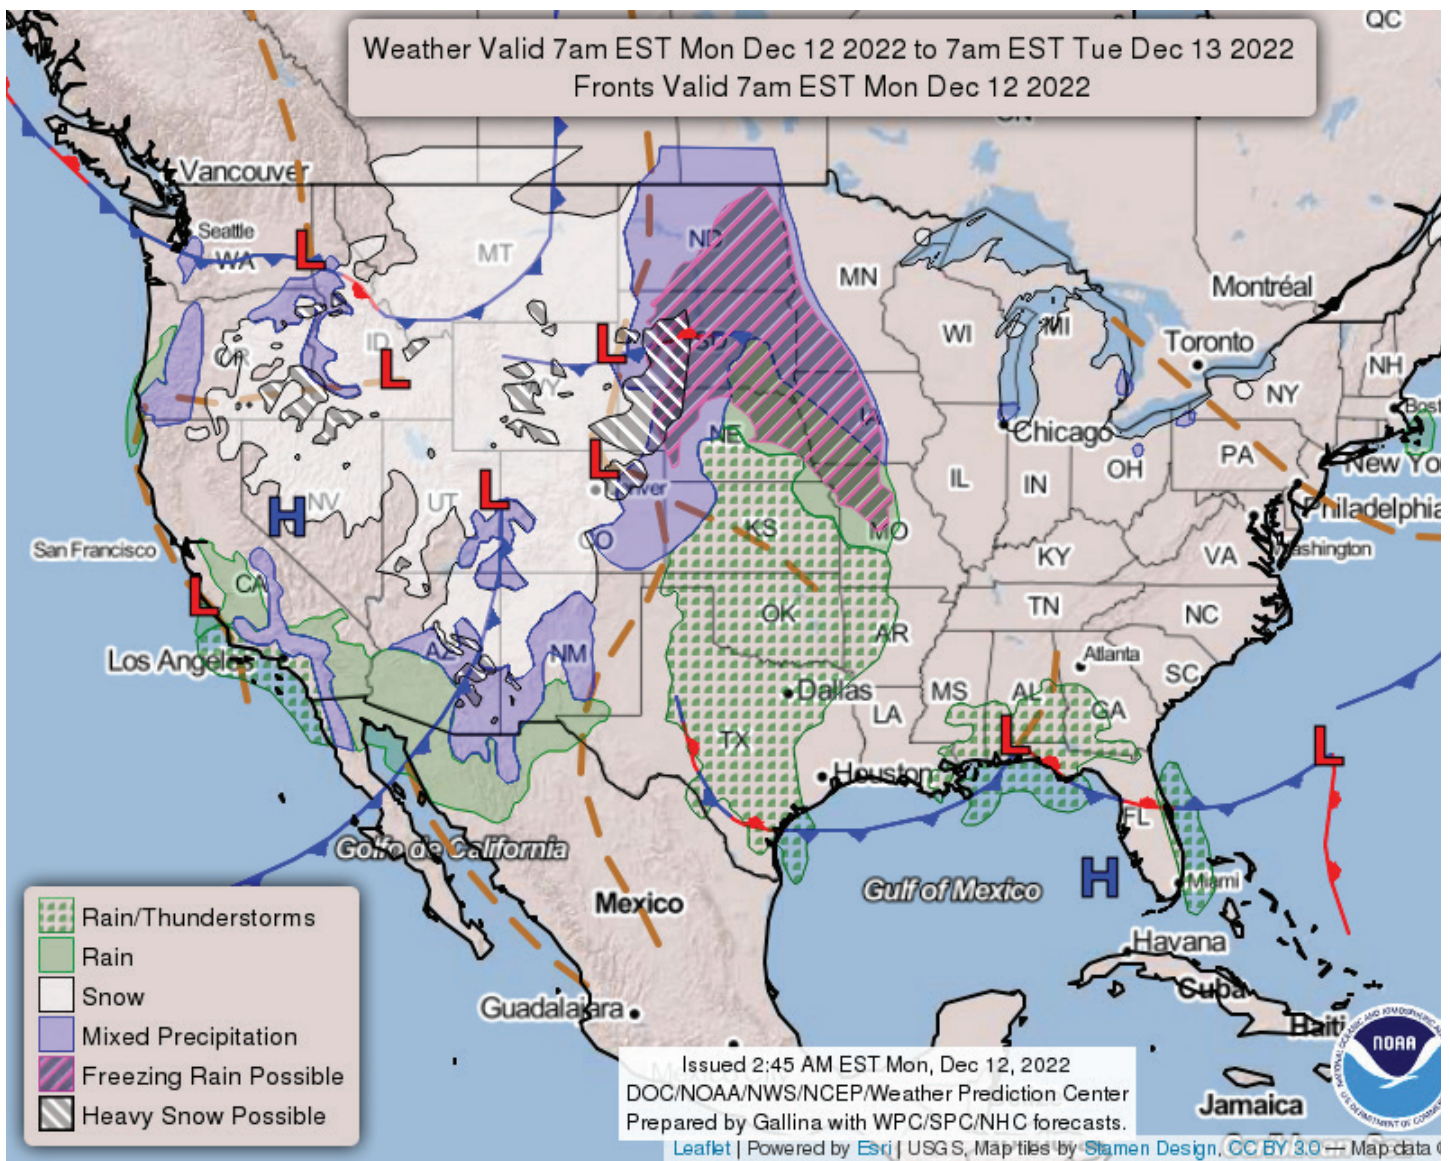 QC
Weather Valid 7am EST Mon Dec 12 2022 to 7am EST Tue Dec 13 2022
Fronts Valid 7am EST Mon Dec 12 2022
Vancouver
Seattle
WA
MT
ND
MN
Montréal
L
OR
ID
L
L
WY
SD
WI
MI
Toronto
NH
NY
IA
Chicago
NE
PA
New Yo
L
L
H
NV
UT
KS
IL
IN
OH
Philadelphia
San Francisco
CO
MO
KY
VA
Washington
L
CA
OK
TN
NC
AR
Los Angeles
AZ
NM
Dallas
MS
AL
Atlanta
GA
SC
LA
TX
L
L
Houston
FL
Golfo de California
H
Gulf of Mexico
Miami
Mexico
Havana
Cuba
Haiti
Guadalajara
Jamaica
Rain/Thunderstorms
Rain
Snow
Mixed Precipitation
Freezing Rain Possible
Heavy Snow Possible
Issued 2:45 AM EST Mon, Dec 12, 2022
DOC/NOAA/NWS/NCEP/Weather Prediction Center
Prepared by Gallina with WPC/SPC/NHC forecasts.
NOAA
Leaflet | Powered by Esri | USGS, Map tiles by Stamen Design, CC BY 3.0 — Map data